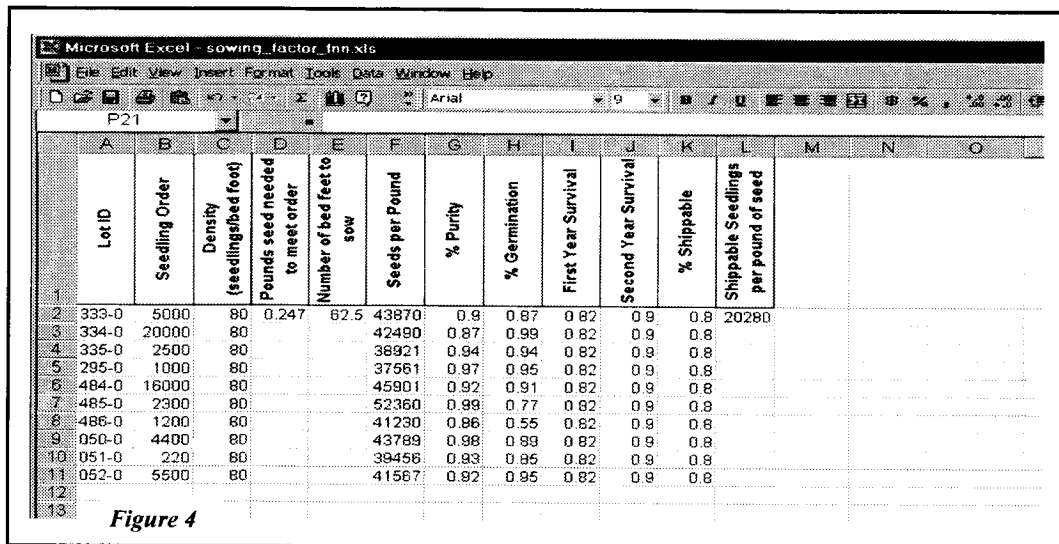 Microsoft Excel - sowing_factor_fnn.xls
File Edit View Insert Format Tools Data Window Help
Arial 9 B I U $ % ,
P21 =
A B C D E F G H I J K L M N O
1 Lot ID Seedling Order Density (seedlings/bed foot) Pounds seed needed to meet order Number of bed feet to sow Seeds per Pound % Purity % Germination First Year Survival Second Year Survival % Shippable Shippable Seedlings per pound of seed
2 333-0 5000 80 0.247 62.5 43870 0.9 0.87 0.82 0.9 0.8 20280
3 334-0 20000 80 42490 0.87 0.99 0.82 0.9 0.8
4 335-0 2500 80 38921 0.94 0.94 0.82 0.9 0.8
5 295-0 1000 80 37561 0.97 0.95 0.82 0.9 0.8
6 484-0 16000 80 45901 0.92 0.91 0.82 0.9 0.8
7 485-0 2300 80 52360 0.99 0.77 0.82 0.9 0.8
8 486-0 1200 80 41230 0.86 0.55 0.82 0.9 0.8
9 050-0 4400 80 43789 0.98 0.89 0.82 0.9 0.8
10 051-0 220 80 39456 0.93 0.85 0.82 0.9 0.8
11 052-0 5500 80 41567 0.92 0.95 0.82 0.9 0.8
12
13
Figure 4